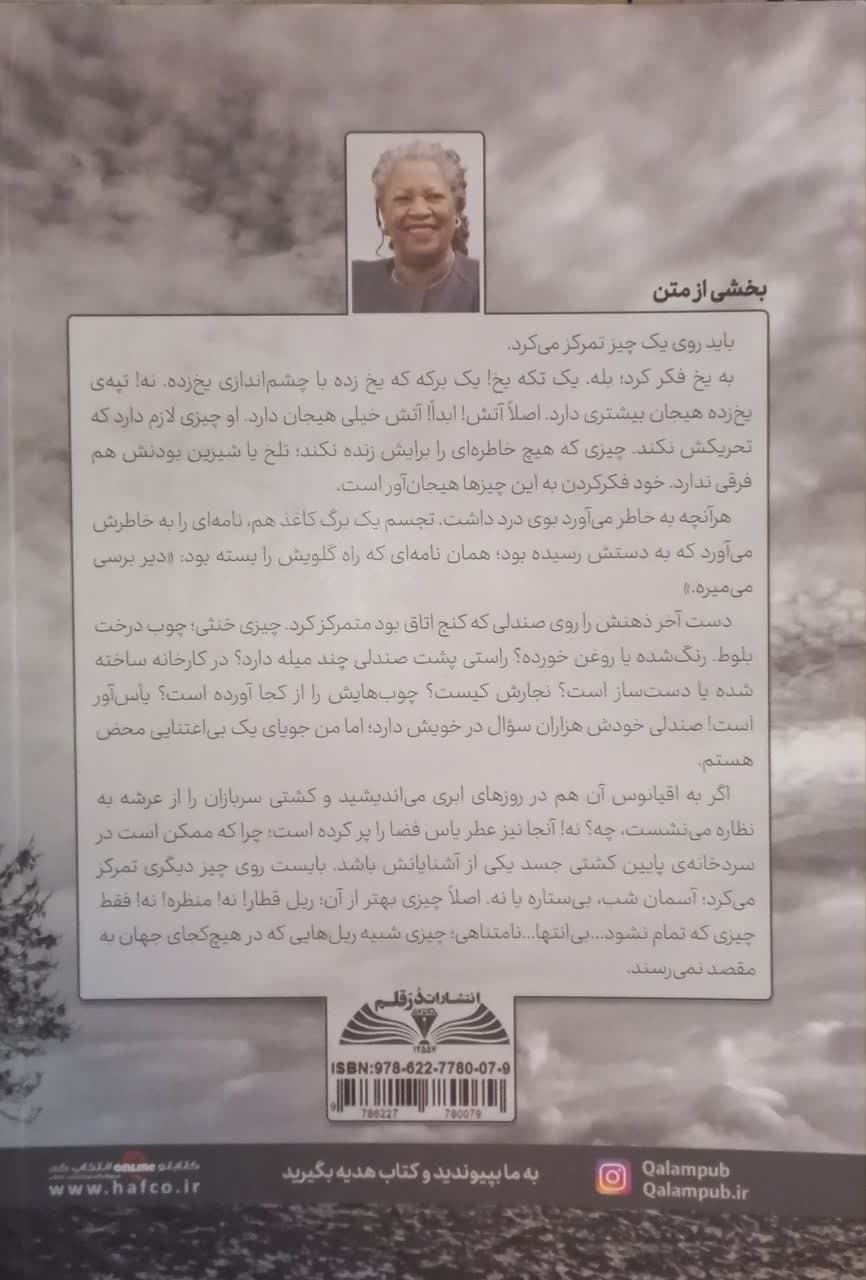 بخشی از متن
باید روی یک چیز تمرکز می‌کرد.
به یخ فکر کرد؛ بله. یک تکه یخ! یک برکه که یخ زده با چشم‌اندازی یخ‌زده. نه! تپه‌ی
یخ‌زده هیجان بیشتری دارد. اصلاً آتش! ابداً! آتش خیلی هیجان دارد. او چیزی لازم دارد که
تحریکش نکند. چیزی که هیچ خاطره‌ای را برایش زنده نکند؛ تلخ یا شیرین بودنش هم
فرقی ندارد. خود فکرکردن به این چیزها هیجان‌آور است.
هرآنچه به خاطر می‌آورد بوی درد داشت. تجسم یک برگ کاغذ هم، نامه‌ای را به خاطرش
می‌آورد که به دستش رسیده بود؛ همان نامه‌ای که راه گلویش را بسته بود: «دیر برسی
می‌میره.»
دست آخر ذهنش را روی صندلی که کنج اتاق بود متمرکز کرد. چیزی خنثی؛ چوب درخت
بلوط. رنگ‌شده یا روغن خورده؟ راستی پشت صندلی چند میله دارد؟ در کارخانه ساخته
شده یا دست‌ساز است؟ نجارش کیست؟ چوب‌هایش را از کجا آورده است؟ یأس‌آور
است! صندلی خودش هزاران سؤال در خویش دارد؛ اما من جویای یک بی‌اعتنایی محض
هستم.
اگر به اقیانوس آن هم در روزهای ابری می‌اندیشید و کشتی سربازان را از عرشه به
نظاره می‌نشست، چه؟ نه! آنجا نیز عطر یاس فضا را پر کرده است؛ چرا که ممکن است در
سردخانه‌ی پایین کشتی جسد یکی از آشنایانش باشد. بایست روی چیز دیگری تمرکز
می‌کرد؛ آسمان شب، بی‌ستاره یا نه. اصلاً چیزی بهتر از آن؛ ریل قطار! نه! منظره! نه! فقط
چیزی که تمام نشود...بی‌انتها...نامتناهی؛ چیزی شبیه ریل‌هایی که در هیچ‌کجای جهان به
مقصد نمی‌رسند.
انتشارات دُرقلم
۱۲۵۵۷
ISBN:978-622-7780-07-9
9 786227 780079
ONLINE
www.hafco.ir
به ما بپیوندید و کتاب هدیه بگیرید
Qalampub
Qalampub.ir